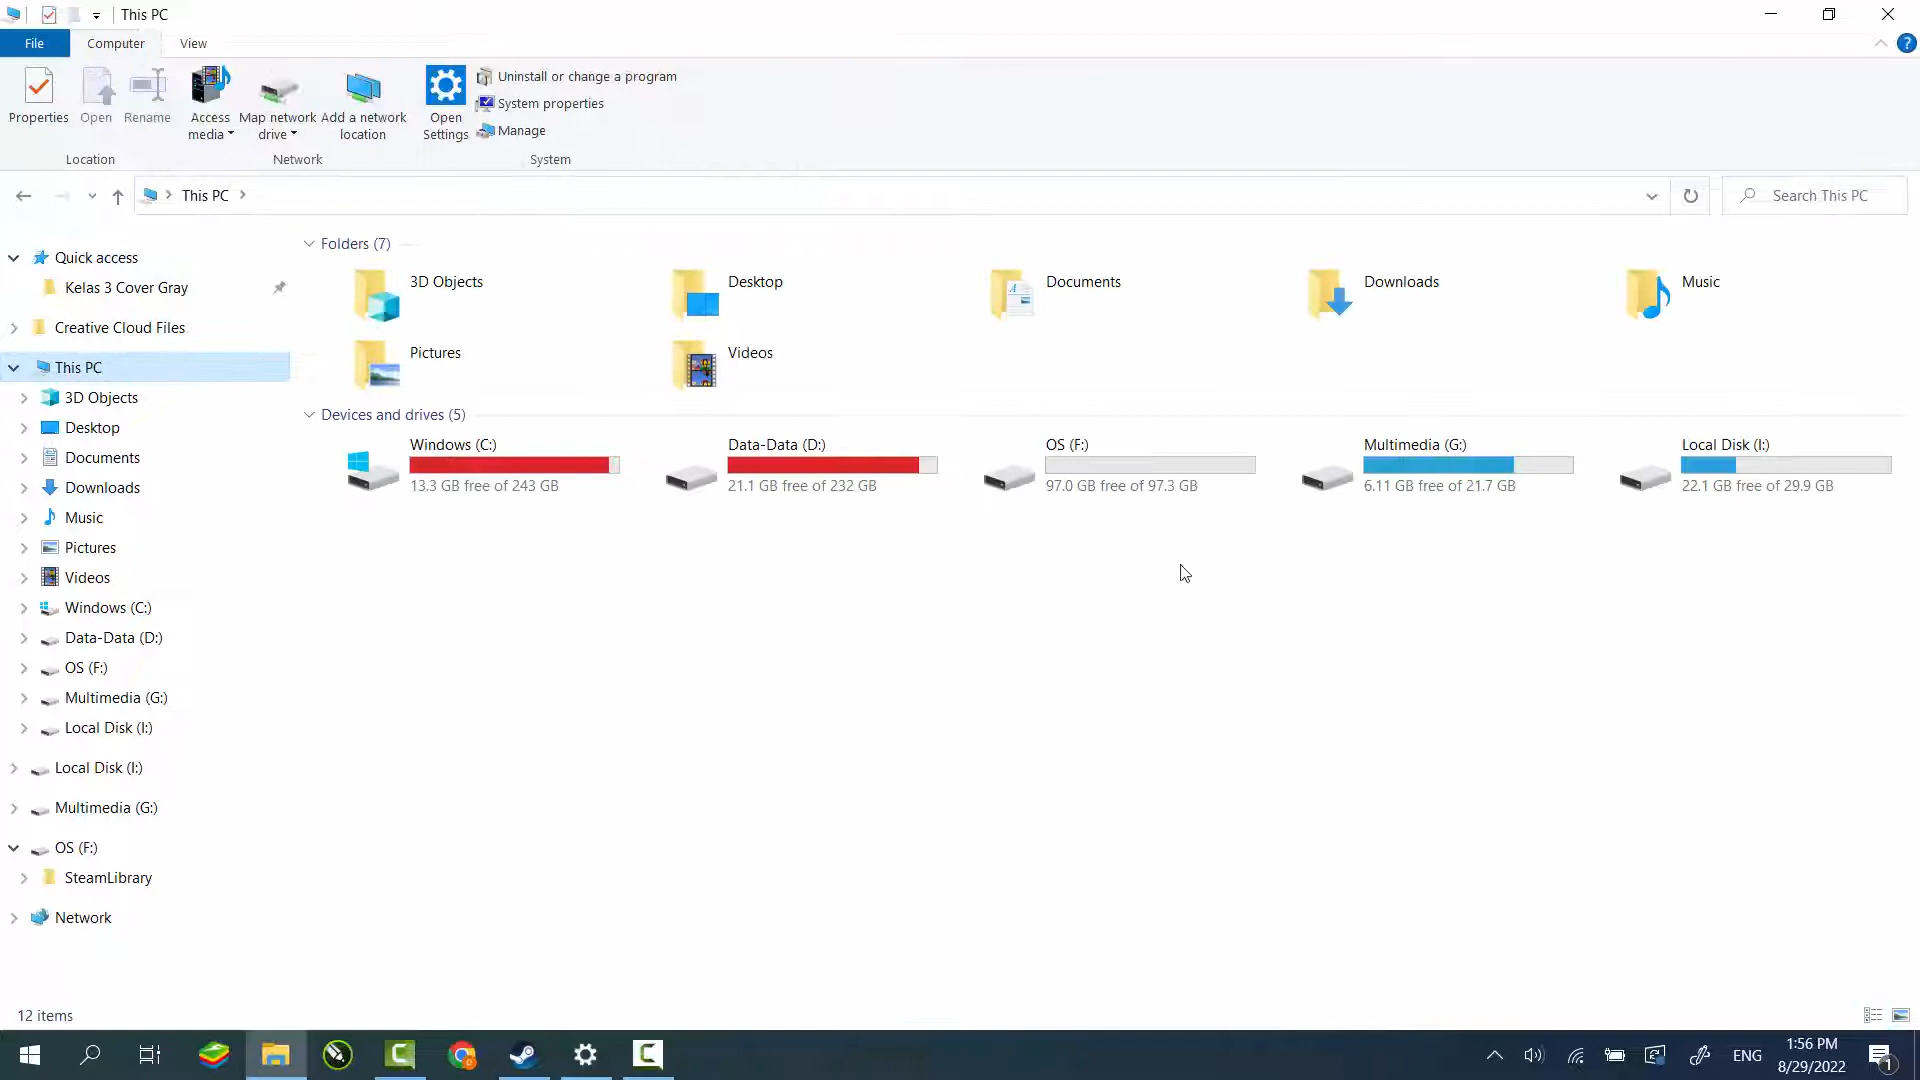 This PC
File
Computer
View
Properties
Open
Rename
Access
media
Map network
drive
Add a network
location
Open
Settings
Uninstall or change a program
System properties
Manage
Location
Network
System
This PC
Search This PC
Quick access
Kelas 3 Cover Gray
Creative Cloud Files
This PC
3D Objects
Desktop
Documents
Downloads
Music
Pictures
Videos
Windows (C:)
Data-Data (D:)
OS (F:)
Multimedia (G:)
Local Disk (I:)
Local Disk (I:)
Multimedia (G:)
OS (F:)
SteamLibrary
Network
Folders (7)
3D Objects
Desktop
Documents
Downloads
Music
Pictures
Videos
Devices and drives (5)
Windows (C:)
13.3 GB free of 243 GB
Data-Data (D:)
21.1 GB free of 232 GB
OS (F:)
97.0 GB free of 97.3 GB
Multimedia (G:)
6.11 GB free of 21.7 GB
Local Disk (I:)
22.1 GB free of 29.9 GB
12 items
ENG
1:56 PM
8/29/2022
1